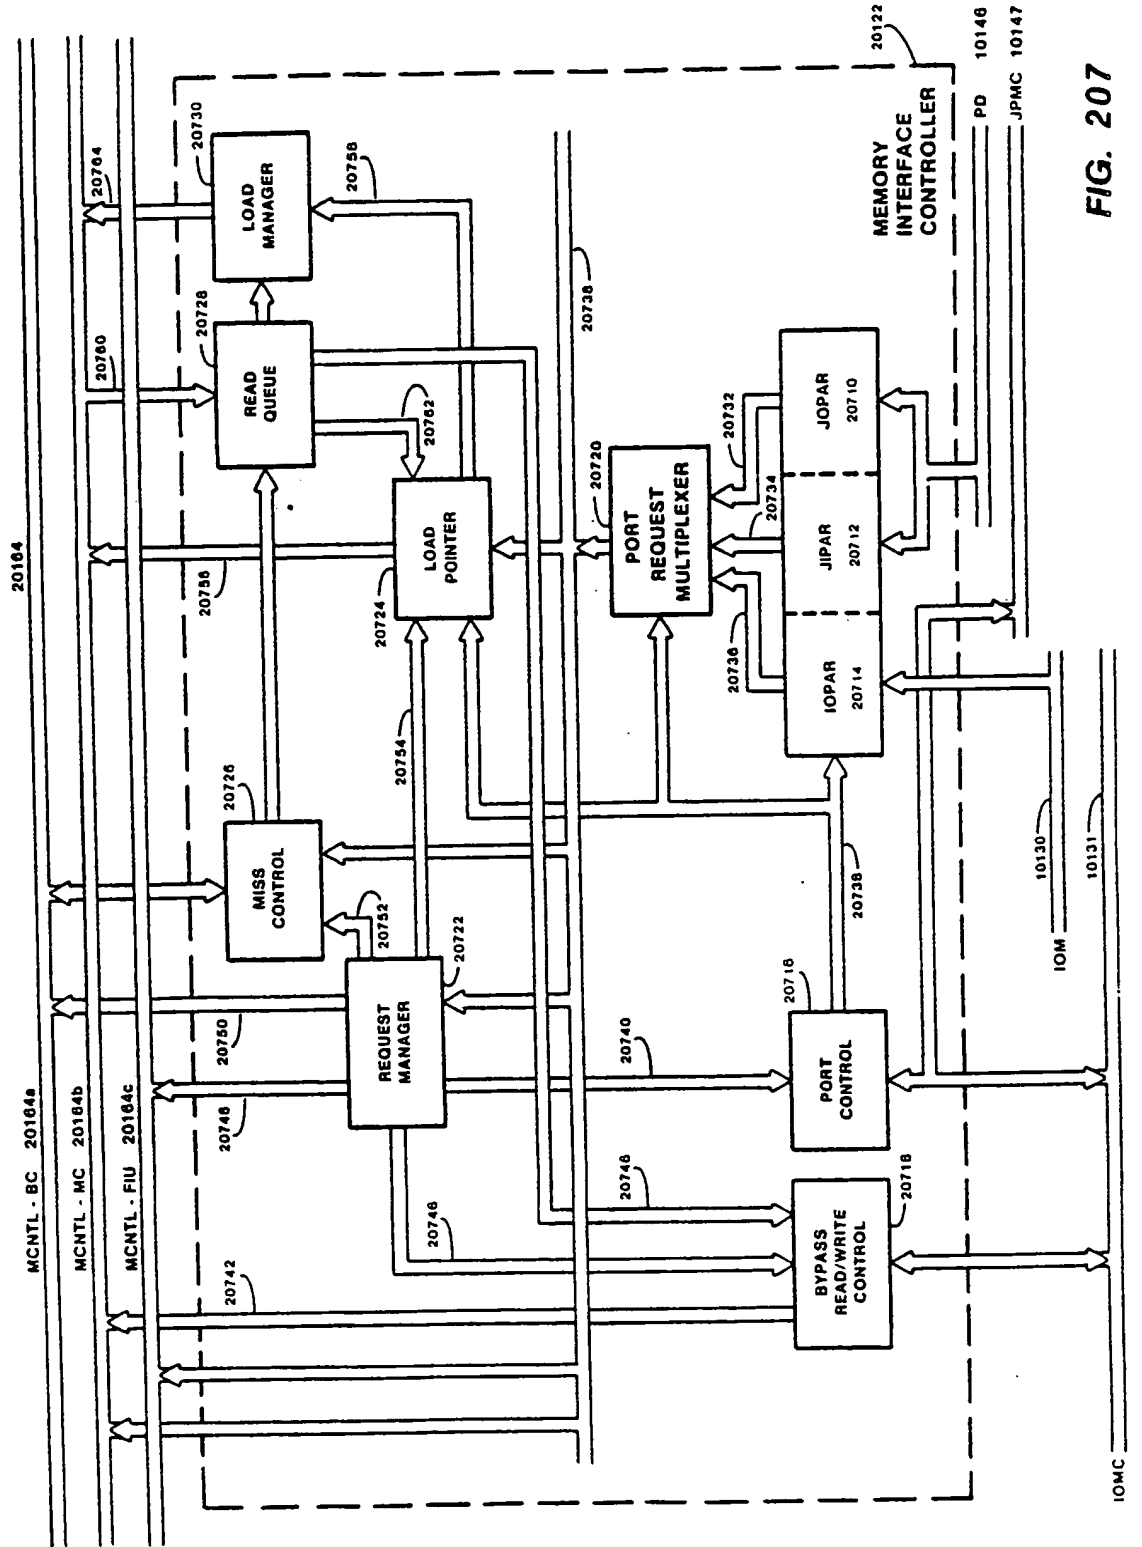 20164
MCNTL - BC 20164a
MCNTL - MC 20164b
MCNTL - FIU 20164c
20742
20748
20750
20756
20760
20764
20726
MISS
CONTROL
20728
READ
QUEUE
20730
LOAD
MANAGER
20752
20722
REQUEST
MANAGER
20754
20724
LOAD
POINTER
20762
20758
20746
20746
20740
20738
20720
PORT
REQUEST
MULTIPLEXER
20736
20734
20732
20718
BYPASS
READ/WRITE
CONTROL
20716
PORT
CONTROL
20738
IOPAR
20714
JIPAR
20712
JOPAR
20710
MEMORY
INTERFACE
CONTROLLER
20122
PD 10146
JPMC 10147
IOM
10130
10131
IOMC
FIG. 207